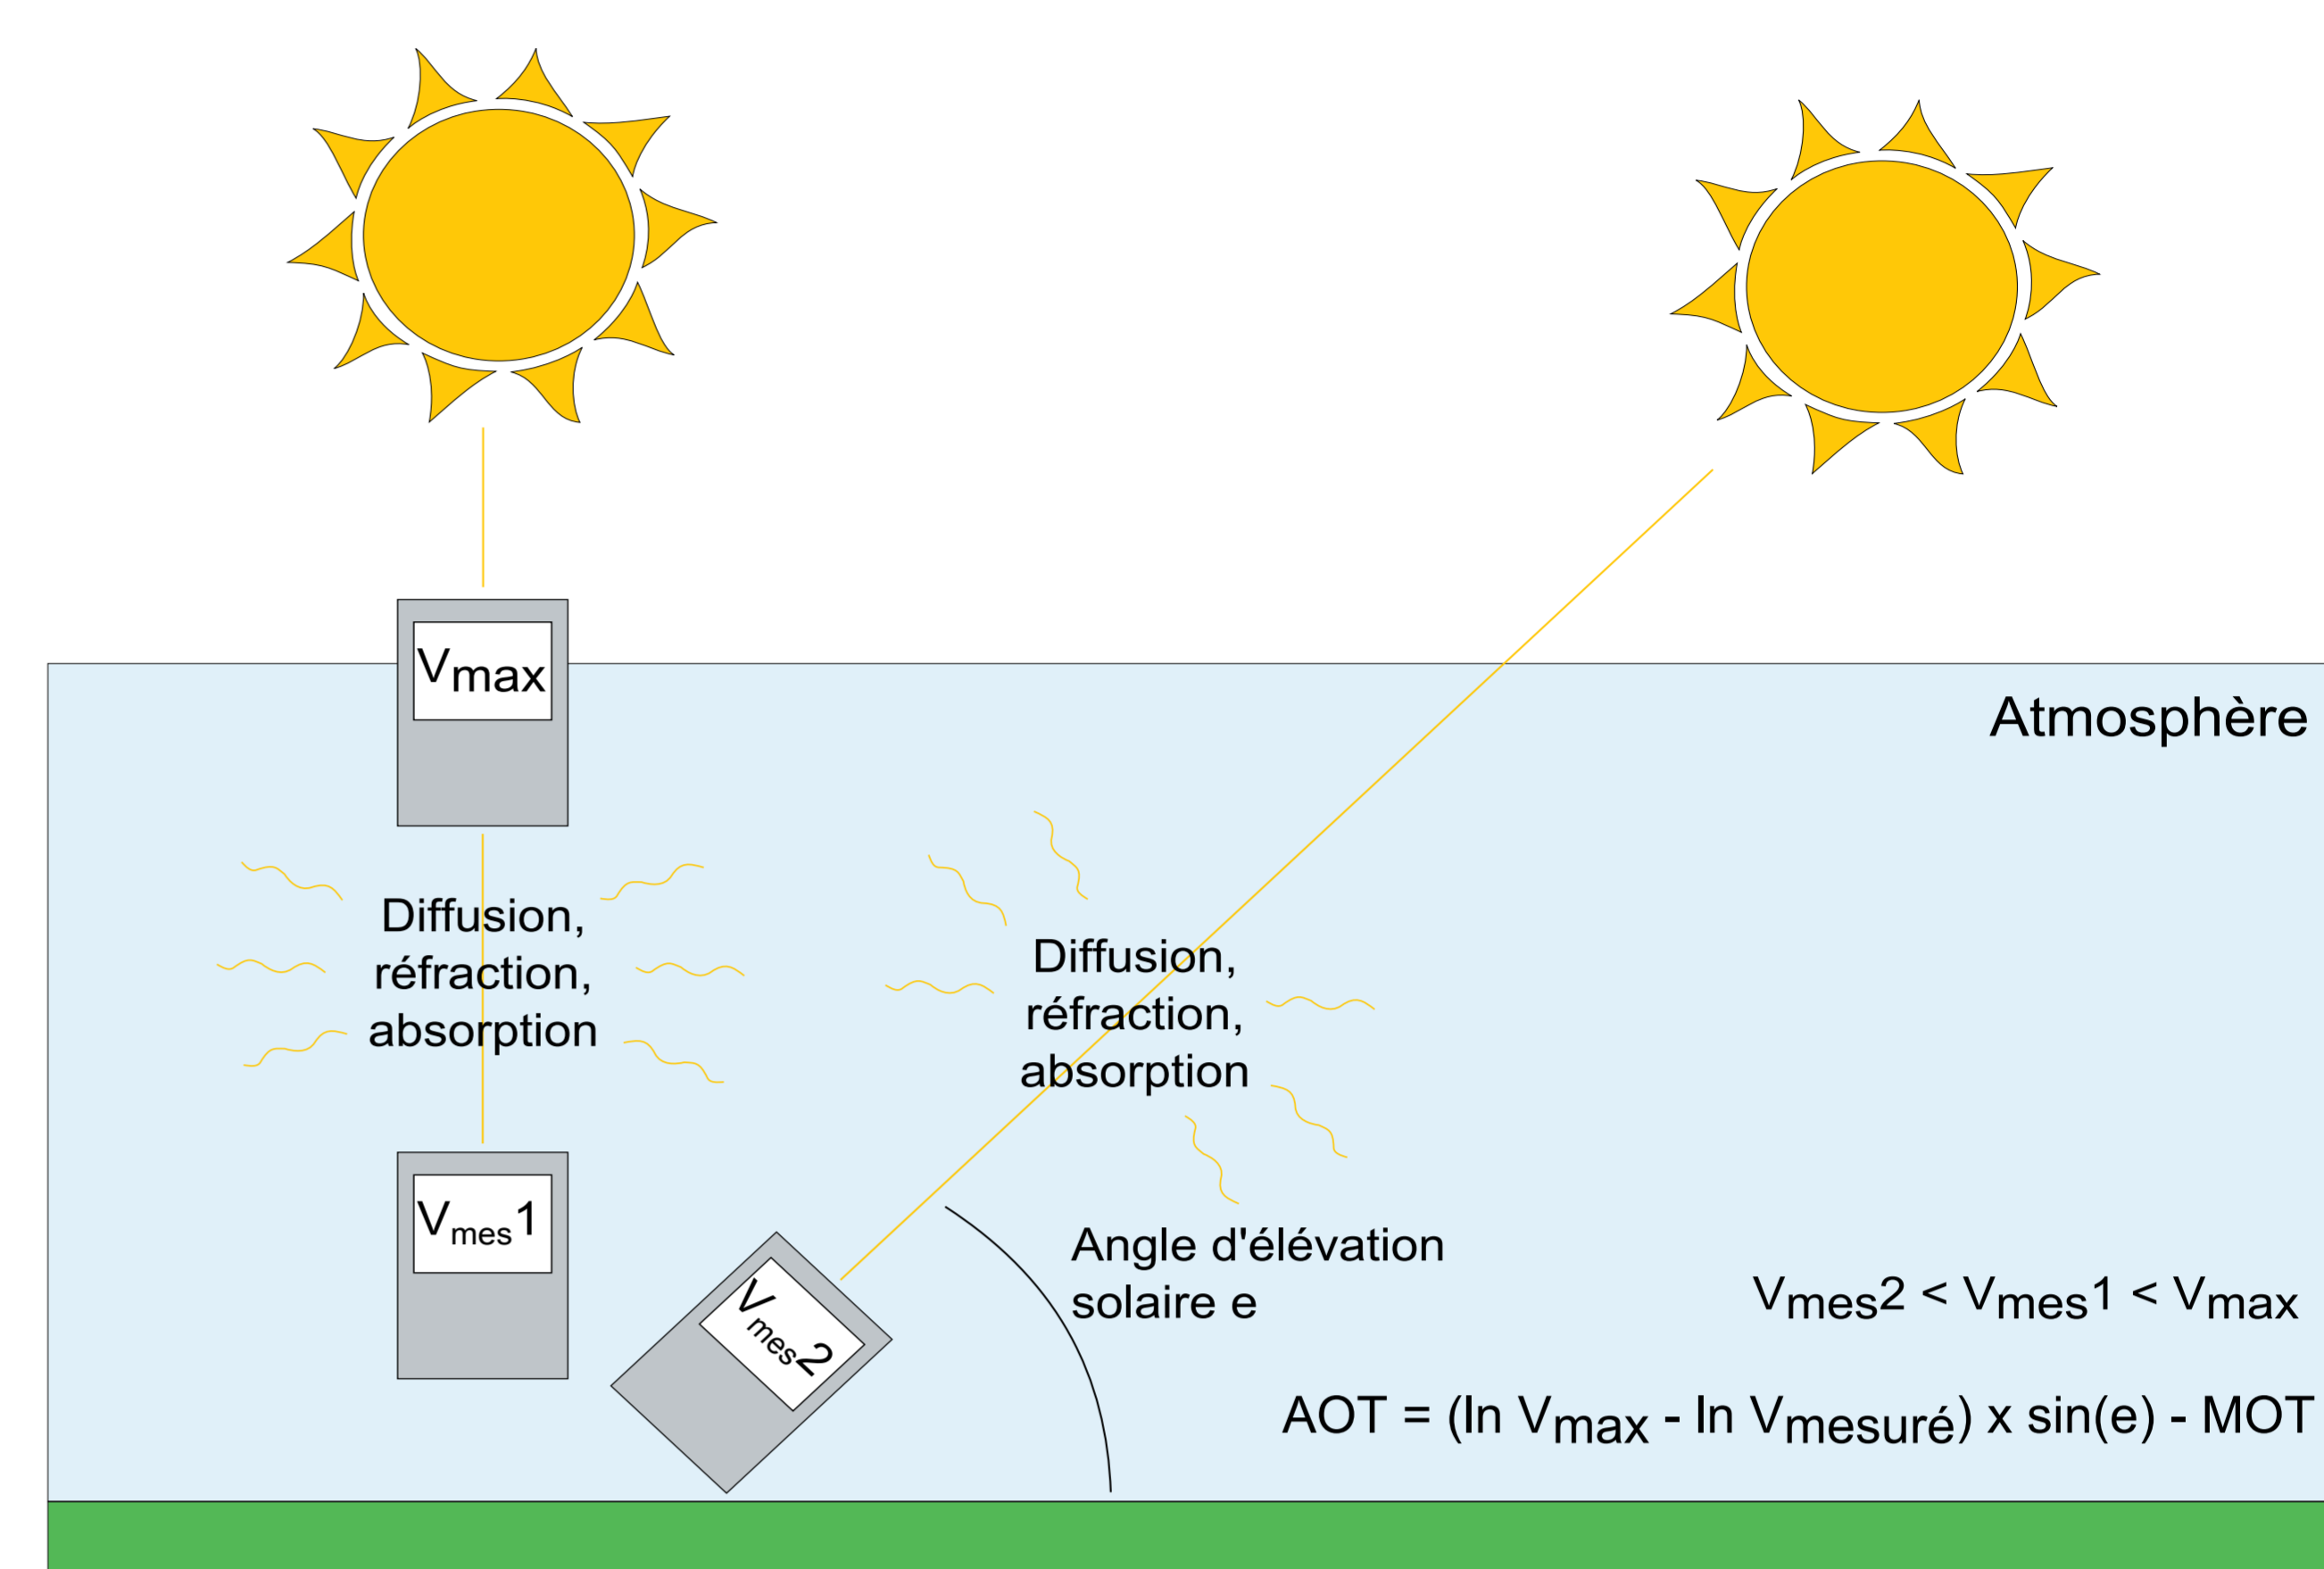 Vmax
Atmosphère
Diffusion,
réfraction,
absorption
Diffusion,
réfraction,
absorption
Vmes1
Vmes2
Angle d'élévation
solaire e
Vmes2 < Vmes1 < Vmax
AOT = (ln Vmax - ln Vmesuré) x sin(e) - MOT